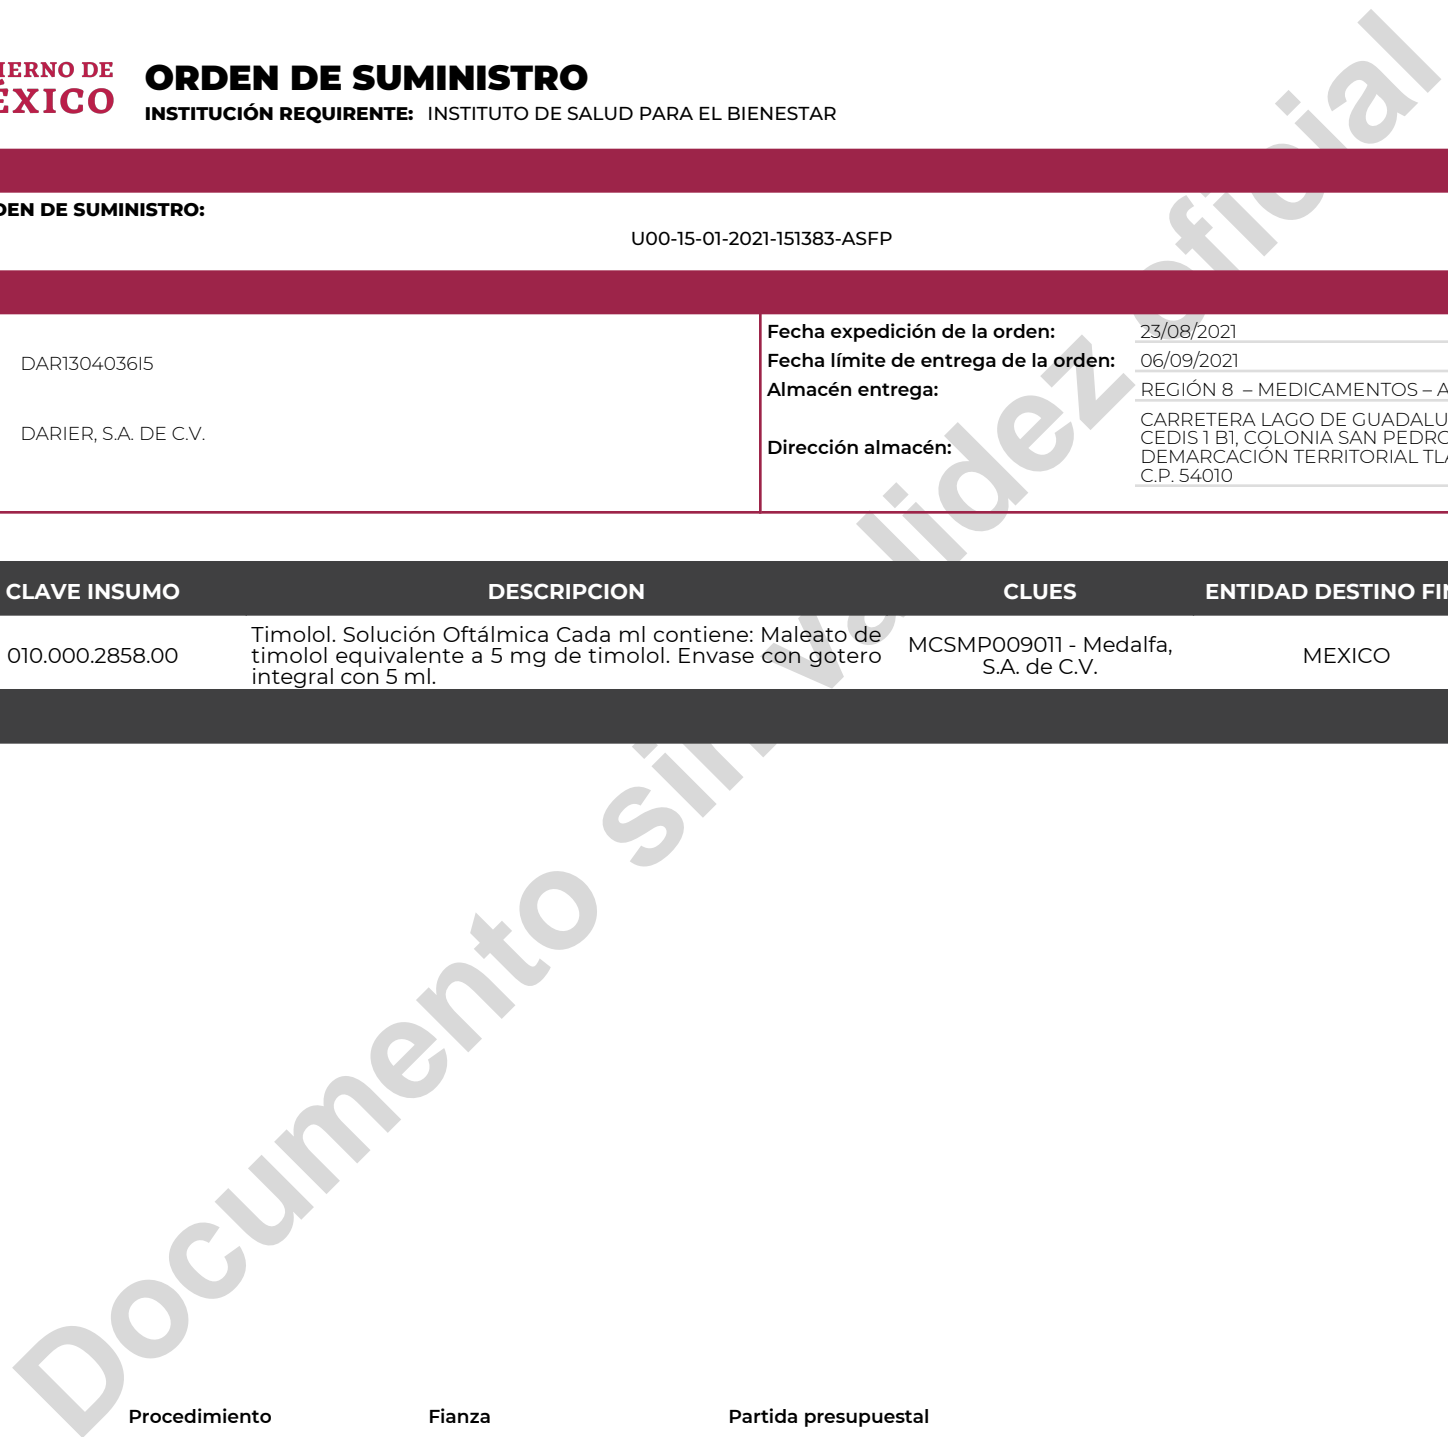 IERNO DE
ÉXICO
ORDEN DE SUMINISTRO
INSTITUCIÓN REQUIRENTE: INSTITUTO DE SALUD PARA EL BIENESTAR
DEN DE SUMINISTRO:
U00-15-01-2021-151383-ASFP
DAR1304036I5
DARIER, S.A. DE C.V.
Fecha expedición de la orden: 23/08/2021
Fecha límite de entrega de la orden: 06/09/2021
Almacén entrega: REGIÓN 8 – MEDICAMENTOS – A
Dirección almacén:
CARRETERA LAGO DE GUADALU
CEDIS 1 B1, COLONIA SAN PEDRO
DEMARCACIÓN TERRITORIAL TLA
C.P. 54010
CLAVE INSUMO DESCRIPCION CLUES ENTIDAD DESTINO FIN
010.000.2858.00
Timolol. Solución Oftálmica Cada ml contiene: Maleato de
timolol equivalente a 5 mg de timolol. Envase con gotero
integral con 5 ml.
MCSMP009011 - Medalfa,
S.A. de C.V.
MEXICO
Documento sin validez oficial
Procedimiento Fianza Partida presupuestal